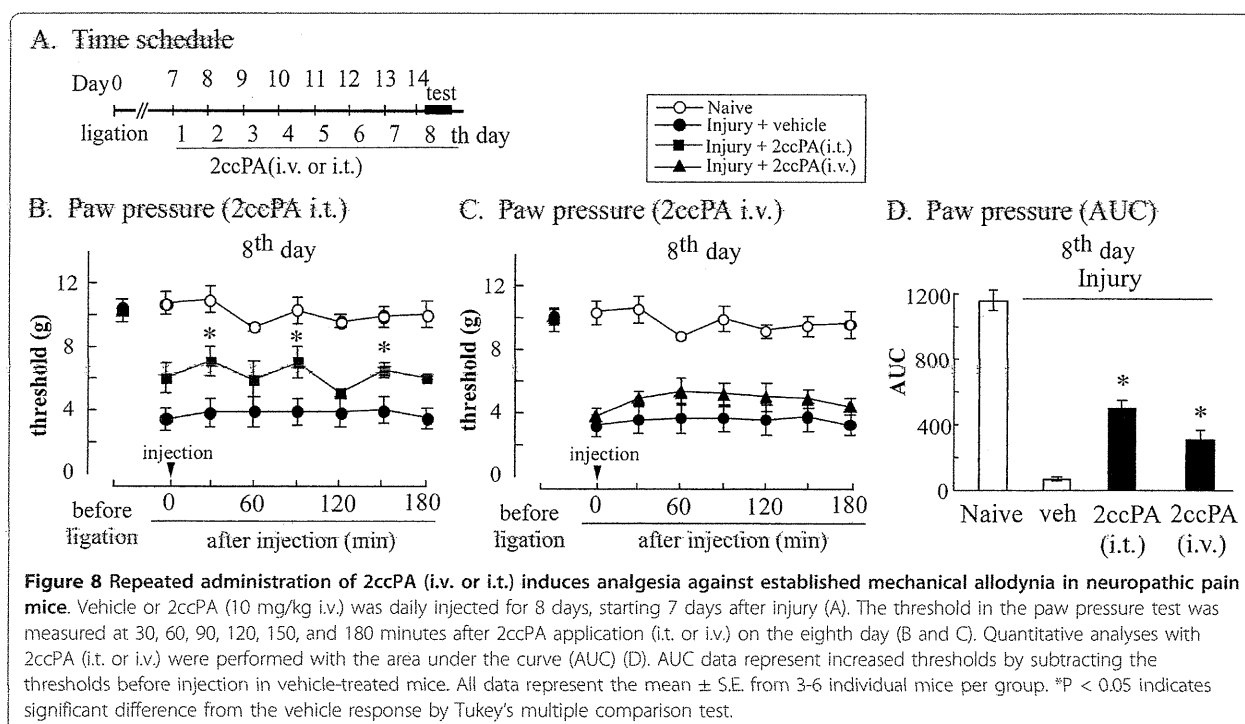 A. Time schedule
Day 0 7 8 9 10 11 12 13 14 test
ligation 1 2 3 4 5 6 7 8 th day
2ccPA(i.v. or i.t.)
Naive
Injury + vehicle
Injury + 2ccPA(i.t.)
Injury + 2ccPA(i.v.)
B. Paw pressure (2ccPA i.t.)
8th day
threshold (g)
12
10
8
6
4
2
0
* * *
injection
before ligation
0 60 120 180
after injection (min)
C. Paw pressure (2ccPA i.v.)
8th day
threshold (g)
12
10
8
6
4
2
0
injection
before ligation
0 60 120 180
after injection (min)
D. Paw pressure (AUC)
8th day
Injury
AUC
1200
800
400
0
* *
Naive veh 2ccPA (i.t.) 2ccPA (i.v.)
Figure 8 Repeated administration of 2ccPA (i.v. or i.t.) induces analgesia against established mechanical allodynia in neuropathic pain
mice. Vehicle or 2ccPA (10 mg/kg i.v.) was daily injected for 8 days, starting 7 days after injury (A). The threshold in the paw pressure test was
measured at 30, 60, 90, 120, 150, and 180 minutes after 2ccPA application (i.t. or i.v.) on the eighth day (B and C). Quantitative analyses with
2ccPA (i.t. or i.v.) were performed with the area under the curve (AUC) (D). AUC data represent increased thresholds by subtracting the
thresholds before injection in vehicle-treated mice. All data represent the mean ± S.E. from 3-6 individual mice per group. *P < 0.05 indicates
significant difference from the vehicle response by Tukey's multiple comparison test.